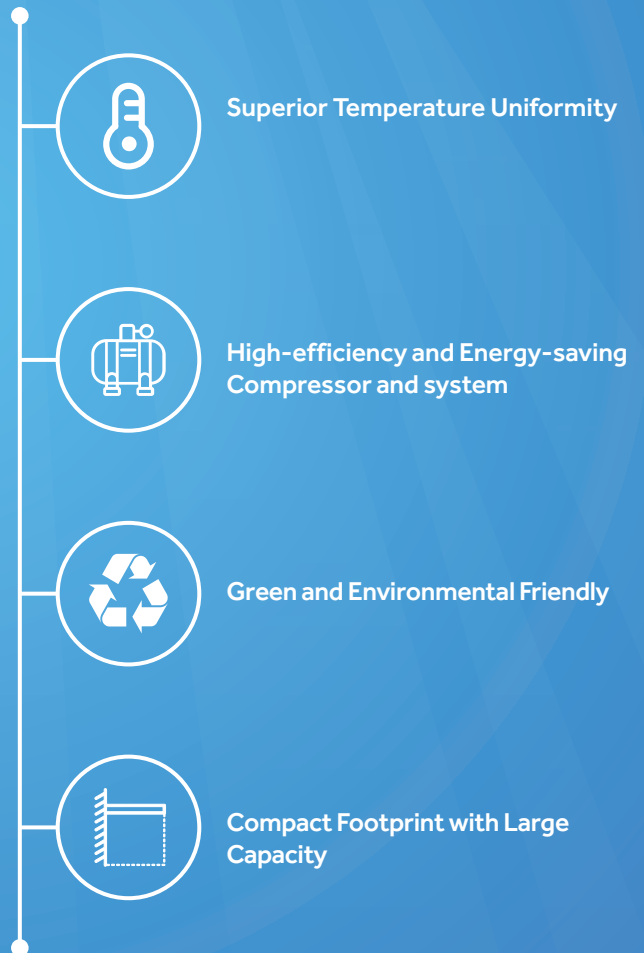 Superior Temperature Uniformity
High-efficiency and Energy-saving
Compressor and system
Green and Environmental Friendly
Compact Footprint with Large
Capacity